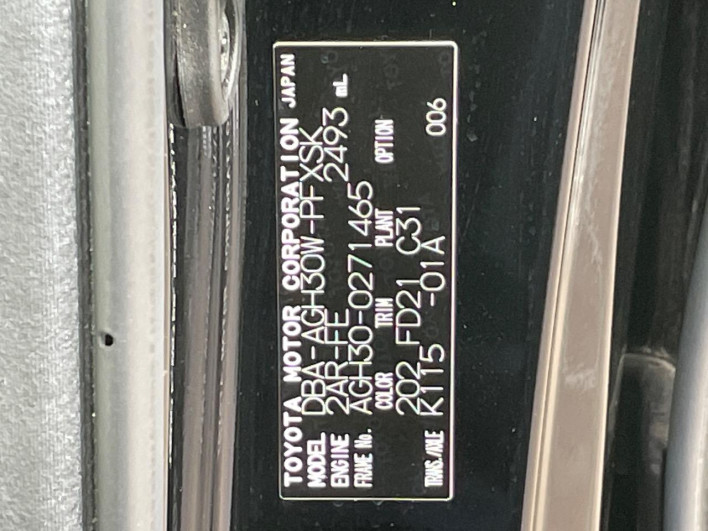 TOYOTA MOTOR CORPORATION JAPAN
MODEL DBA-AGH30W-PFXSK
ENGINE 2AR-FE 2493 mL
FRAME No. AGH30-0271465
COLOR TRIM PLANT OPTION
202 FD21 C31
TRANS./AXLE K115 -01A 006